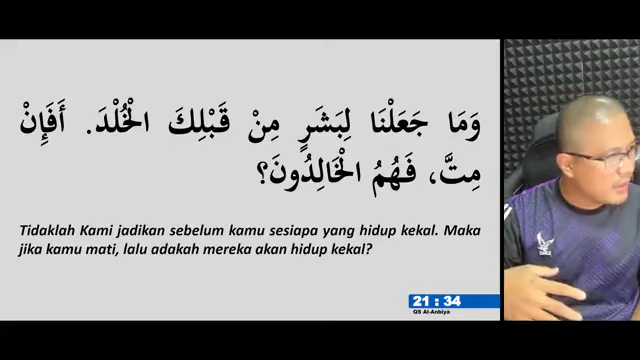 وَمَا جَعَلْنَا لِبَشَرٍ مِنْ قَبْلِكَ الْخُلْدَ. أَفَإِنْ
مِتَّ، فَهُمُ الْخَالِدُونَ؟
Tidaklah Kami jadikan sebelum kamu sesiapa yang hidup kekal. Maka
jika kamu mati, lalu adakah mereka akan hidup kekal?
21 : 34
QS Al-Anbiya